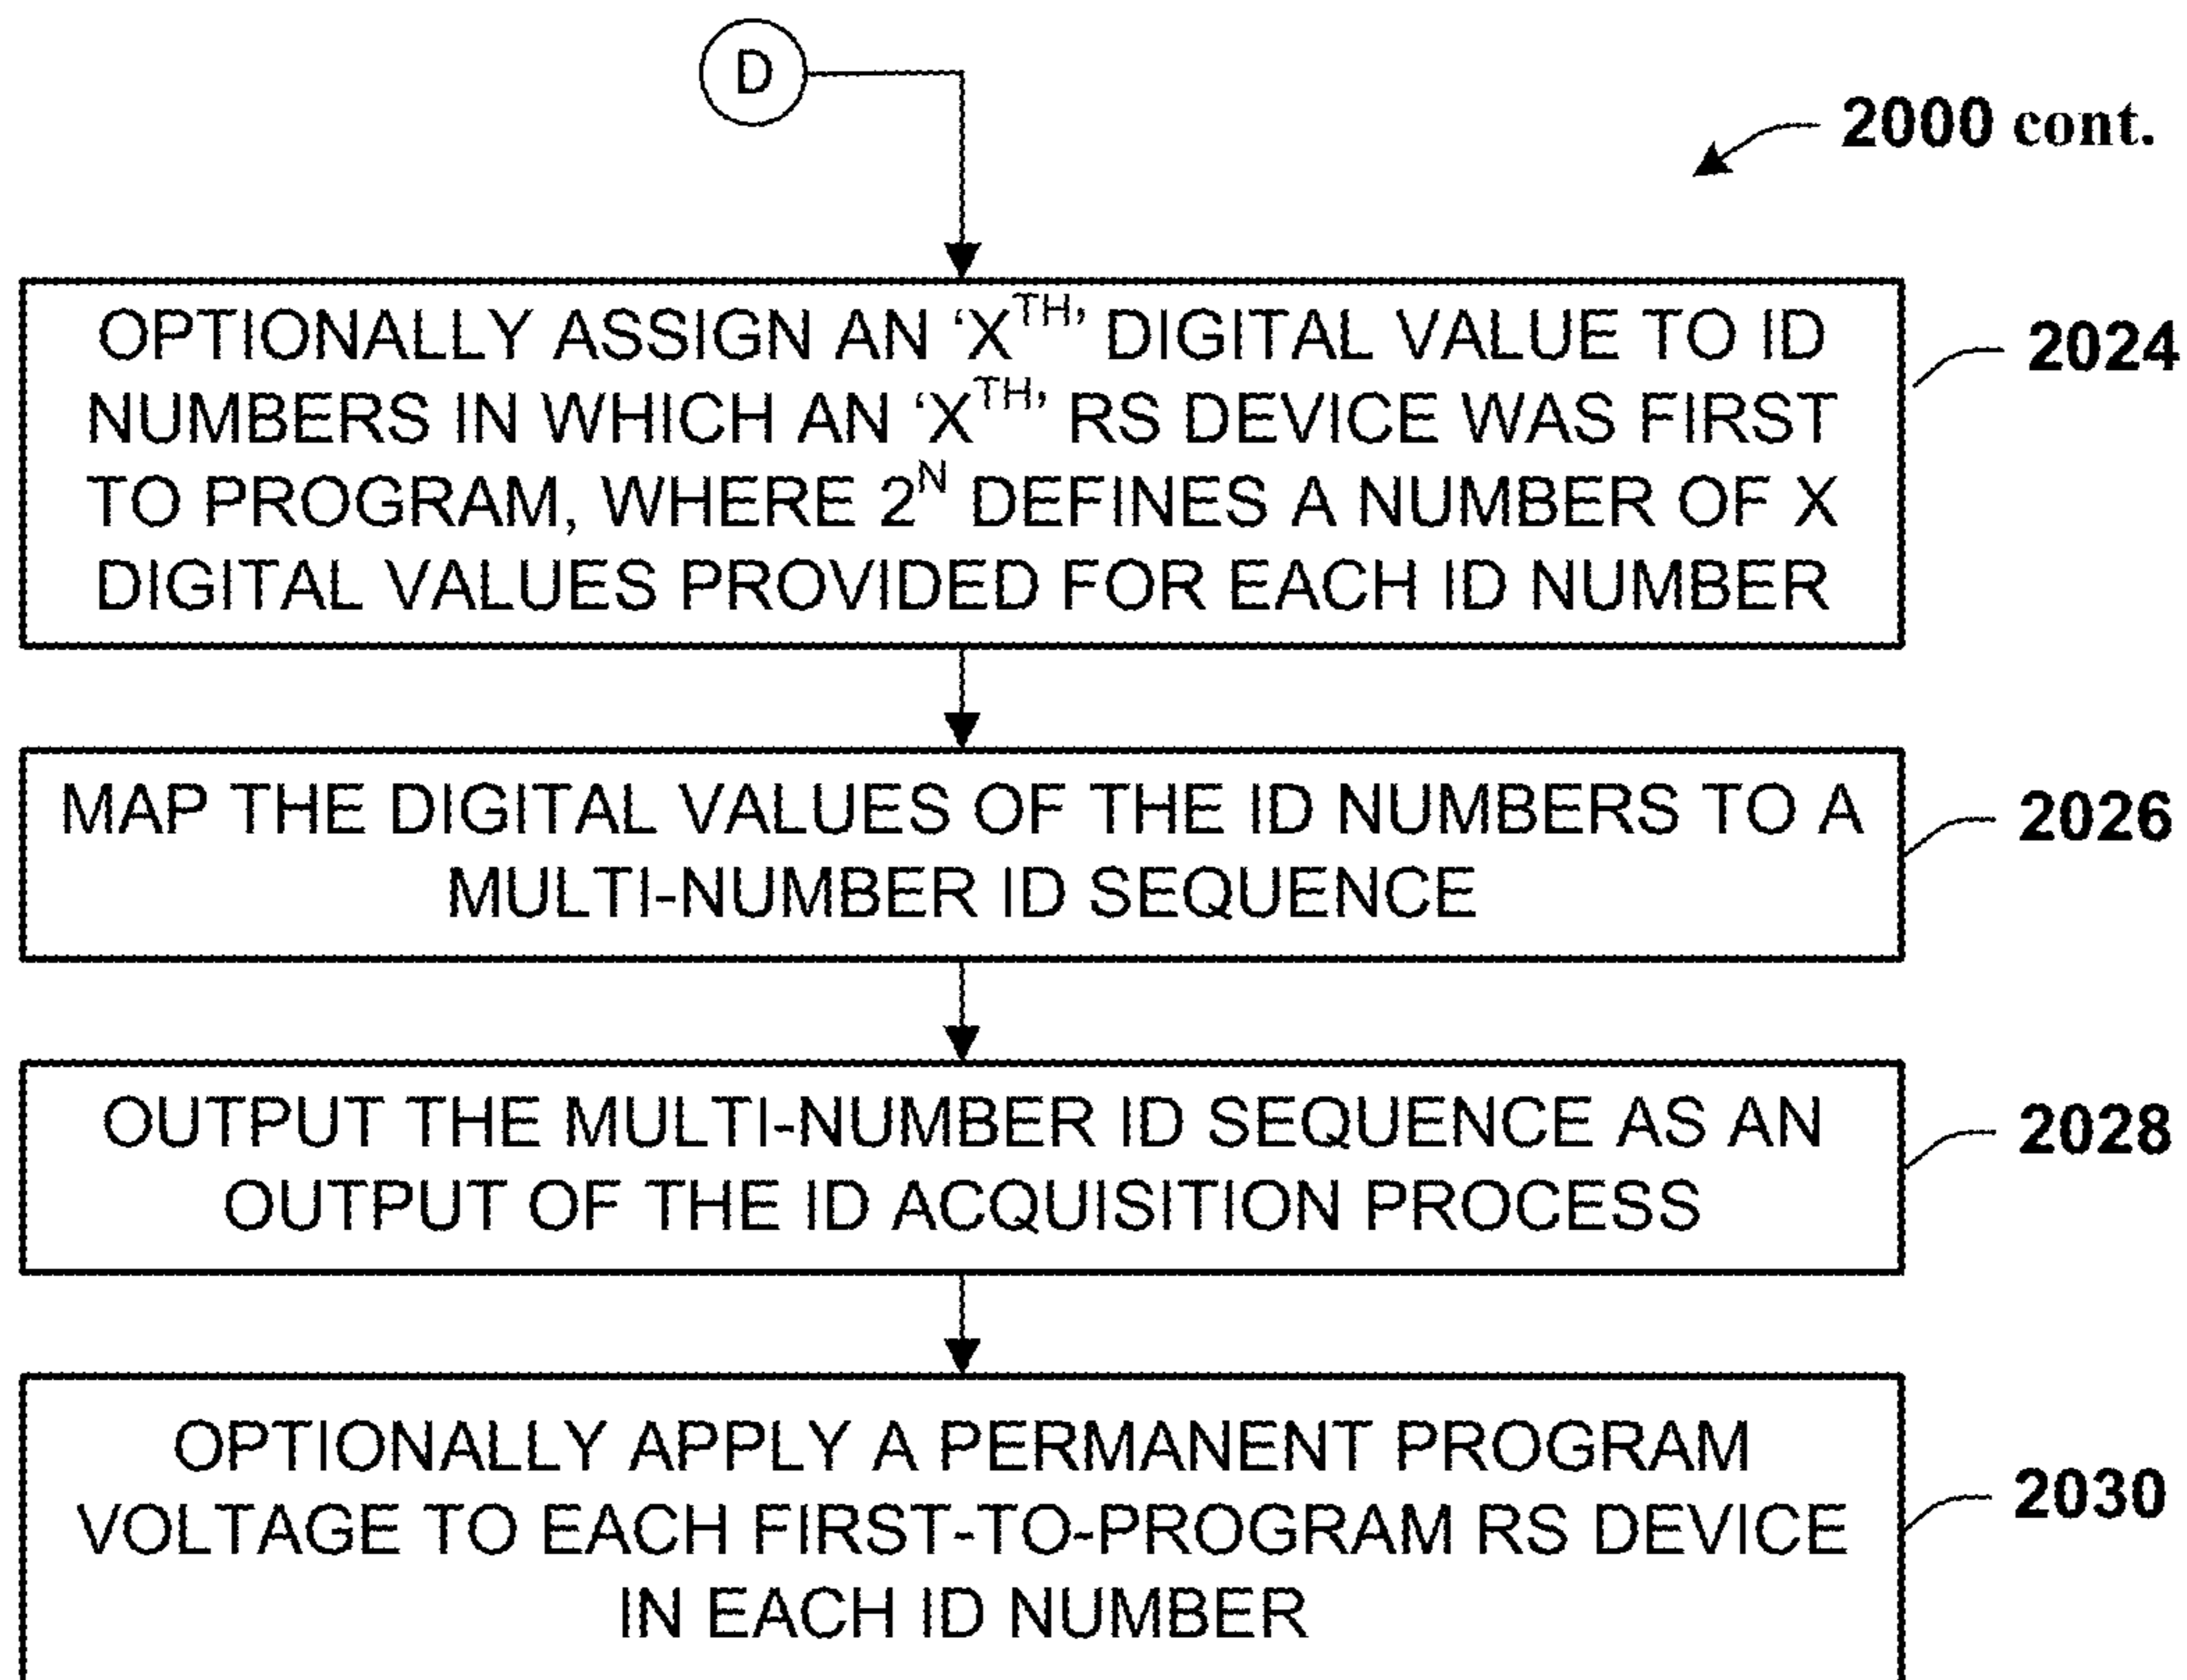 D
2000 cont.
OPTIONALLY ASSIGN AN ‘X^TH’ DIGITAL VALUE TO ID
NUMBERS IN WHICH AN ‘X^TH’ RS DEVICE WAS FIRST
TO PROGRAM, WHERE 2^N DEFINES A NUMBER OF X
DIGITAL VALUES PROVIDED FOR EACH ID NUMBER
2024
MAP THE DIGITAL VALUES OF THE ID NUMBERS TO A
MULTI-NUMBER ID SEQUENCE
2026
OUTPUT THE MULTI-NUMBER ID SEQUENCE AS AN
OUTPUT OF THE ID ACQUISITION PROCESS
2028
OPTIONALLY APPLY A PERMANENT PROGRAM
VOLTAGE TO EACH FIRST-TO-PROGRAM RS DEVICE
IN EACH ID NUMBER
2030